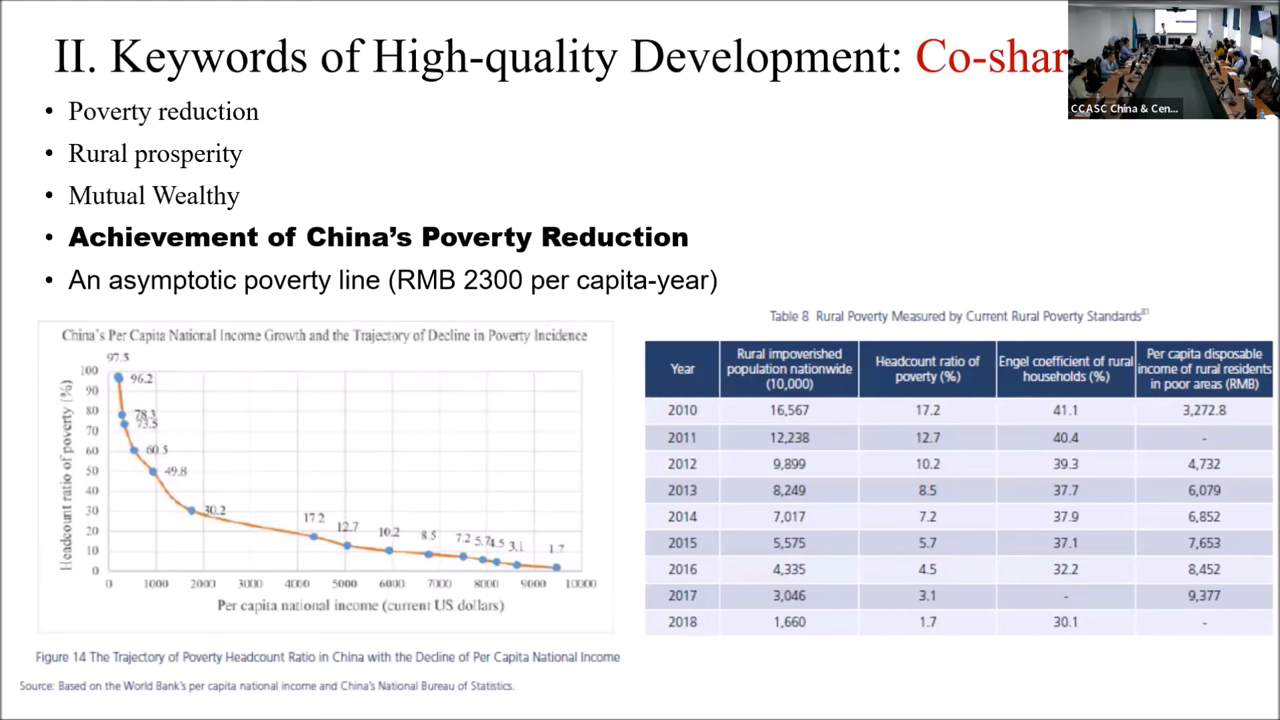 II. Keywords of High-quality Development: Co-shar
CCASC China & Cen...
• Poverty reduction
• Rural prosperity
• Mutual Wealthy
• Achievement of China's Poverty Reduction
• An asymptotic poverty line (RMB 2300 per capita-year)
China's Per Capita National Income Growth and the Trajectory of Decline in Poverty Incidence
Headcount ratio of poverty (%)
100
90
80
70
60
50
40
30
20
10
0
97.5
96.2
78.3
73.5
60.5
49.8
30.2
17.2
12.7
10.2
8.5
7.2
5.7
4.5
3.1
1.7
0 1000 2000 3000 4000 5000 6000 7000 8000 9000 10000
Per capita national income (current US dollars)
Figure 14 The Trajectory of Poverty Headcount Ratio in China with the Decline of Per Capita National Income
Source: Based on the World Bank's per capita national income and China's National Bureau of Statistics.
Table 8 Rural Poverty Measured by Current Rural Poverty Standards
Year
Rural impoverished
population nationwide
(10,000)
Headcount ratio of
poverty (%)
Engel coefficient of rural
households (%)
Per capita disposable
income of rural residents
in poor areas (RMB)
2010 16,567 17.2 41.1 3,272.8
2011 12,238 12.7 40.4 -
2012 9,899 10.2 39.3 4,732
2013 8,249 8.5 37.7 6,079
2014 7,017 7.2 37.9 6,852
2015 5,575 5.7 37.1 7,653
2016 4,335 4.5 32.2 8,452
2017 3,046 3.1 - 9,377
2018 1,660 1.7 30.1 -